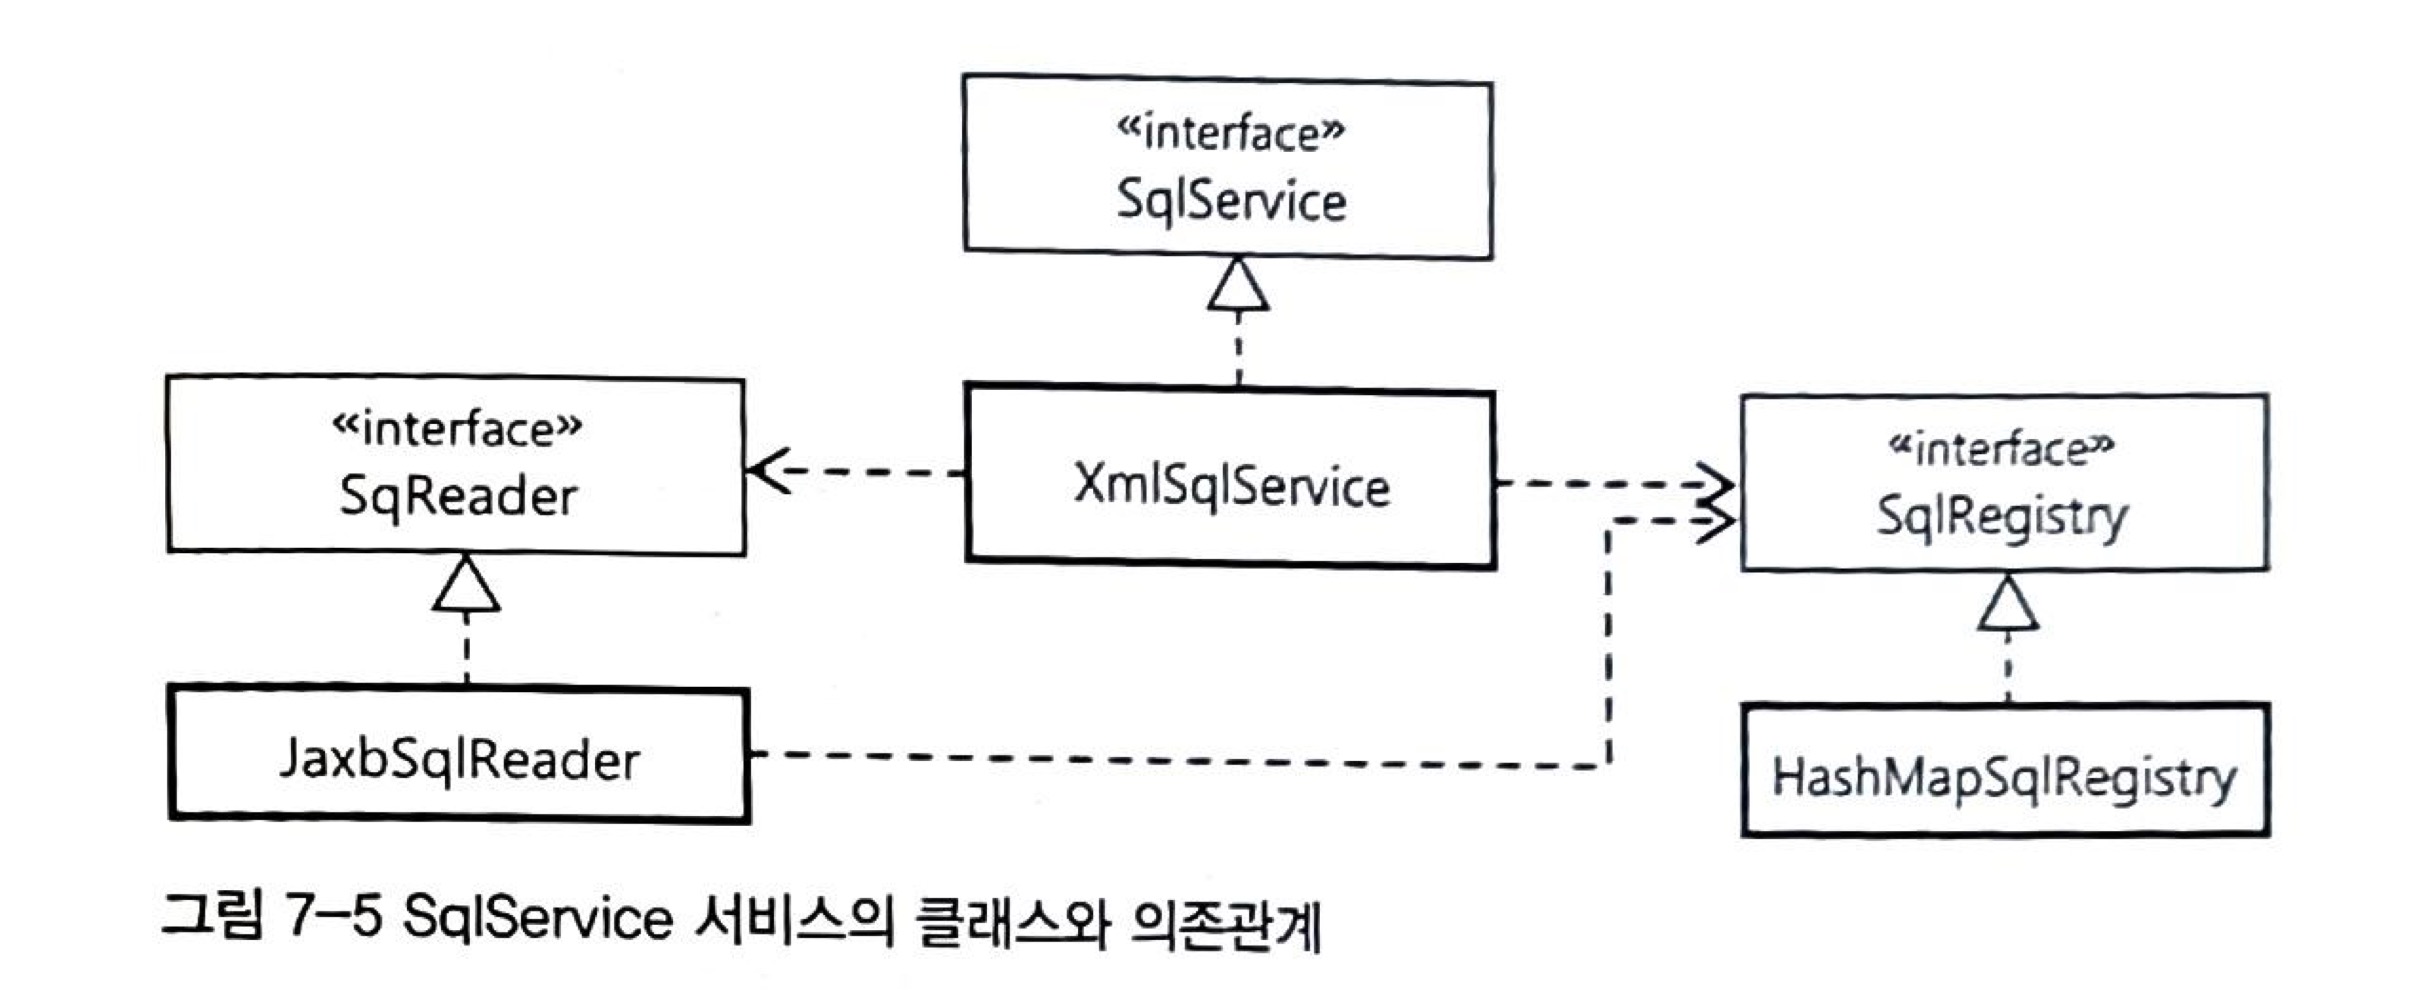 «interface»
SqlService
«interface»
SqReader
XmlSqlService
«interface»
SqlRegistry
JaxbSqlReader
HashMapSqlRegistry
그림 7-5 SqlService 서비스의 클래스와 의존관계